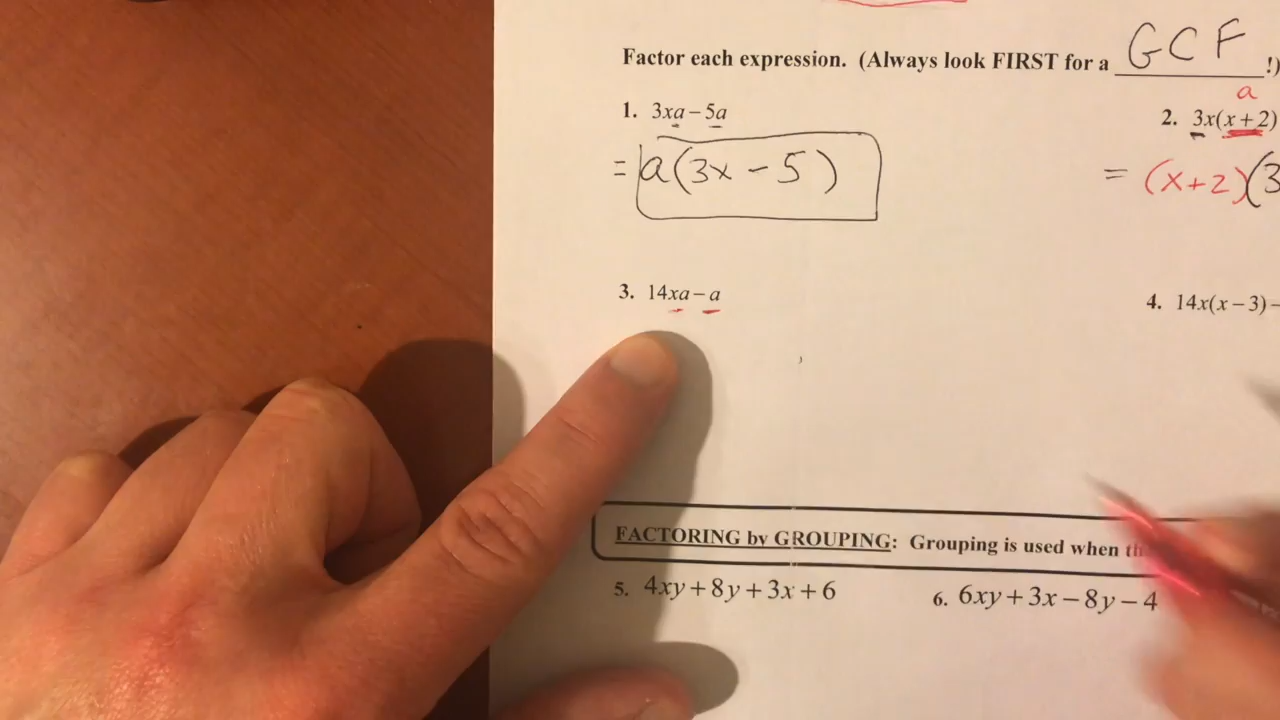 Factor each expression. (Always look FIRST for a GCF !)
1. 3xa – 5a
= a(3x - 5)
a
2. 3x(x + 2)
= (x+2)(3
3. 14xa – a
4. 14x(x – 3) –
FACTORING by GROUPING: Grouping is used when
5. 4xy + 8y + 3x + 6
6. 6xy + 3x – 8y – 4